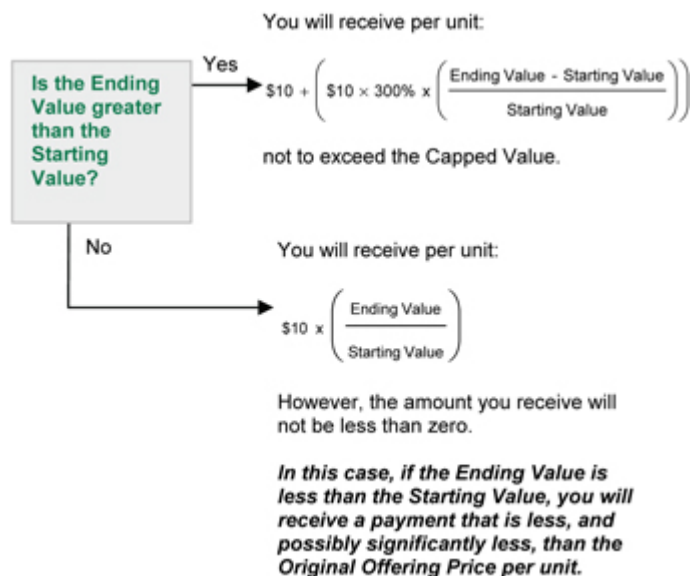 You will receive per unit:
Is the Ending
Value greater
than the
Starting
Value?
Yes
$10 + ( $10 × 300% x ( Ending Value - Starting Value
Starting Value ) )
not to exceed the Capped Value.
No
You will receive per unit:
$10 x ( Ending Value
Starting Value )
However, the amount you receive will
not be less than zero.
In this case, if the Ending Value is
less than the Starting Value, you will
receive a payment that is less, and
possibly significantly less, than the
Original Offering Price per unit.